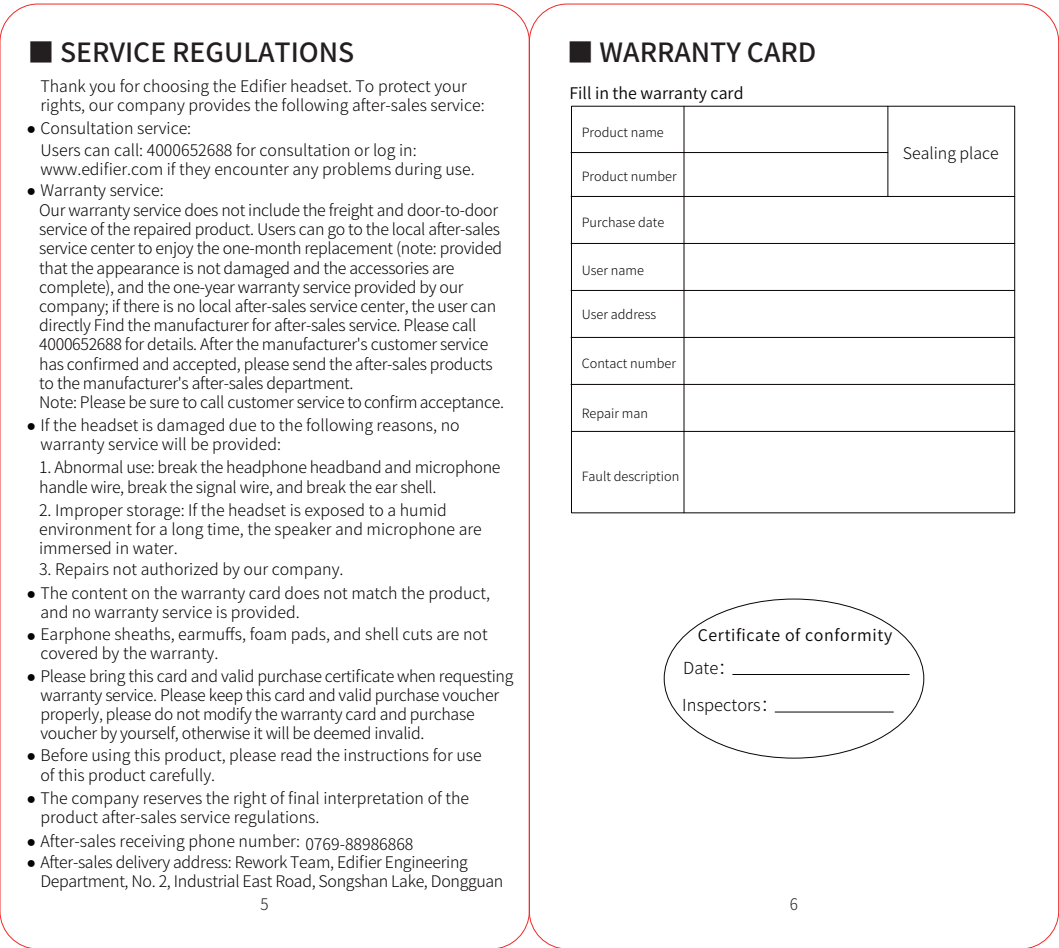 ■ SERVICE REGULATIONS
Thank you for choosing the Edifier headset. To protect your
rights, our company provides the following after-sales service:
● Consultation service:
Users can call: 4000652688 for consultation or log in:
www.edifier.com if they encounter any problems during use.
● Warranty service:
Our warranty service does not include the freight and door-to-door
service of the repaired product. Users can go to the local after-sales
service center to enjoy the one-month replacement (note: provided
that the appearance is not damaged and the accessories are
complete), and the one-year warranty service provided by our
company; if there is no local after-sales service center, the user can
directly Find the manufacturer for after-sales service. Please call
4000652688 for details. After the manufacturer's customer service
has confirmed and accepted, please send the after-sales products
to the manufacturer's after-sales department.
Note: Please be sure to call customer service to confirm acceptance.
● If the headset is damaged due to the following reasons, no
warranty service will be provided:
1. Abnormal use: break the headphone headband and microphone
handle wire, break the signal wire, and break the ear shell.
2. Improper storage: If the headset is exposed to a humid
environment for a long time, the speaker and microphone are
immersed in water.
3. Repairs not authorized by our company.
● The content on the warranty card does not match the product,
and no warranty service is provided.
● Earphone sheaths, earmuffs, foam pads, and shell cuts are not
covered by the warranty.
● Please bring this card and valid purchase certificate when requesting
warranty service. Please keep this card and valid purchase voucher
properly, please do not modify the warranty card and purchase
voucher by yourself, otherwise it will be deemed invalid.
● Before using this product, please read the instructions for use
of this product carefully.
● The company reserves the right of final interpretation of the
product after-sales service regulations.
● After-sales receiving phone number: 0769-88986868
● After-sales delivery address: Rework Team, Edifier Engineering
Department, No. 2, Industrial East Road, Songshan Lake, Dongguan
5
■ WARRANTY CARD
Fill in the warranty card
Product name
Sealing place
Product number
Purchase date
User name
User address
Contact number
Repair man
Fault description
Certificate of conformity
Date:
Inspectors:
6